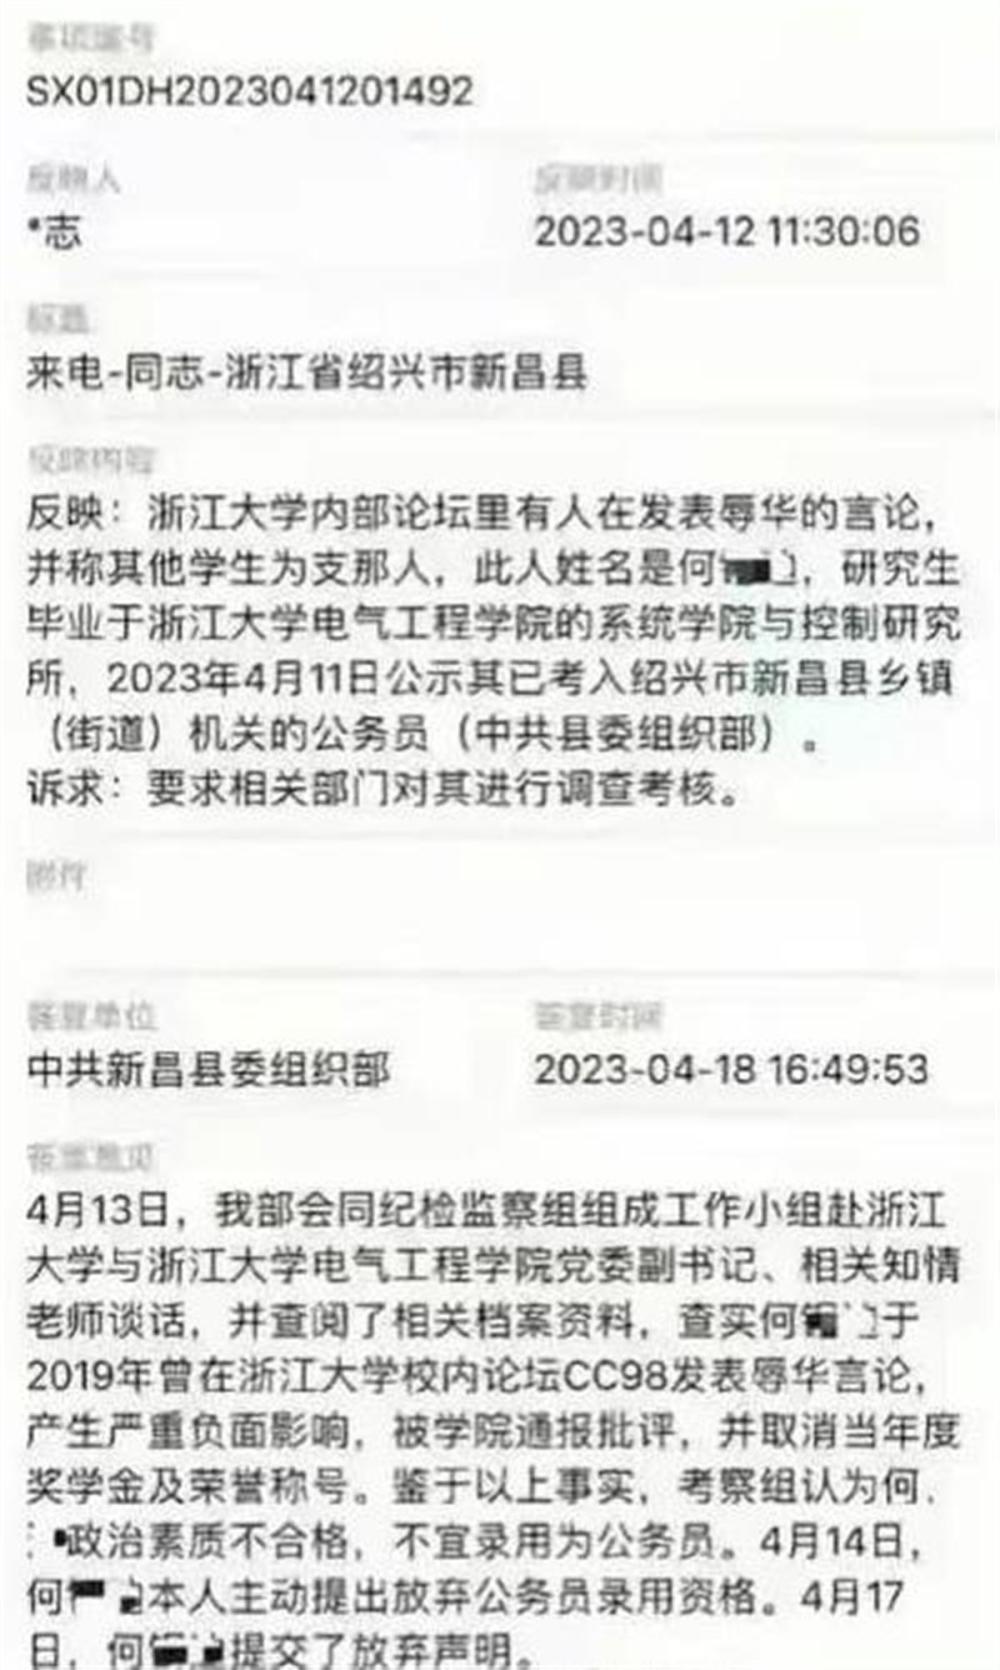 事项编号
SX01DH2023041201492
反映人 反映时间
*志 2023-04-12 11:30:06
标题
来电-同志-浙江省绍兴市新昌县
反映内容
反映：浙江大学内部论坛里有人在发表辱华的言论，
并称其他学生为支那人，此人姓名是何，研究生
毕业于浙江大学电气工程学院的系统学院与控制研究
所，2023年4月11日公示其已考入绍兴市新昌县乡镇
（街道）机关的公务员（中共县委组织部）。
诉求：要求相关部门对其进行调查考核。
附件
答复单位 答复时间
中共新昌县委组织部 2023-04-18 16:49:53
答复意见
4月13日，我部会同纪检监察组组成工作小组赴浙江
大学与浙江大学电气工程学院党委副书记、相关知情
老师谈话，并查阅了相关档案资料，查实何于
2019年曾在浙江大学校内论坛CC98发表辱华言论，
产生严重负面影响，被学院通报批评，并取消当年度
奖学金及荣誉称号。鉴于以上事实，考察组认为何
政治素质不合格，不宜录用为公务员。4月14日，
何本人主动提出放弃公务员录用资格。4月17
日，何提交了放弃声明。